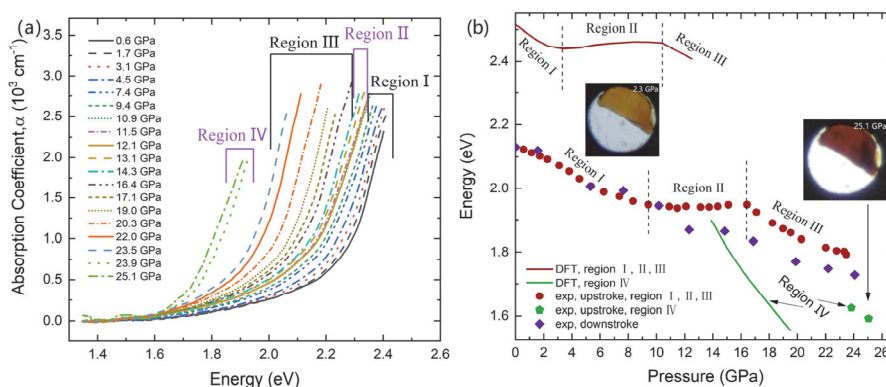 (a)
0.6 GPa
1.7 GPa
3.1 GPa
4.5 GPa
7.4 GPa
9.4 GPa
10.9 GPa
11.5 GPa
12.1 GPa
13.1 GPa
14.3 GPa
16.4 GPa
17.1 GPa
19.0 GPa
20.3 GPa
22.0 GPa
23.5 GPa
23.9 GPa
25.1 GPa
Region II
Region III
Region I
Region IV
Absorption Coefficient,α (10³ cm⁻¹)
3.5
3.0
2.5
2.0
1.5
1.0
0.5
0.0
1.4 1.6 1.8 2.0 2.2 2.4 2.6
Energy (eV)
(b)
Region I
Region II
Region III
2.3 GPa
25.1 GPa
Region I
Region II
Region III
Region IV
DFT, region I, II, III
DFT, region IV
exp, upstroke, region I, II, III
exp, upstroke, region IV
exp, downstroke
Energy (eV)
2.4
2.2
2.0
1.8
1.6
0 2 4 6 8 10 12 14 16 18 20 22 24 26
Pressure (GPa)